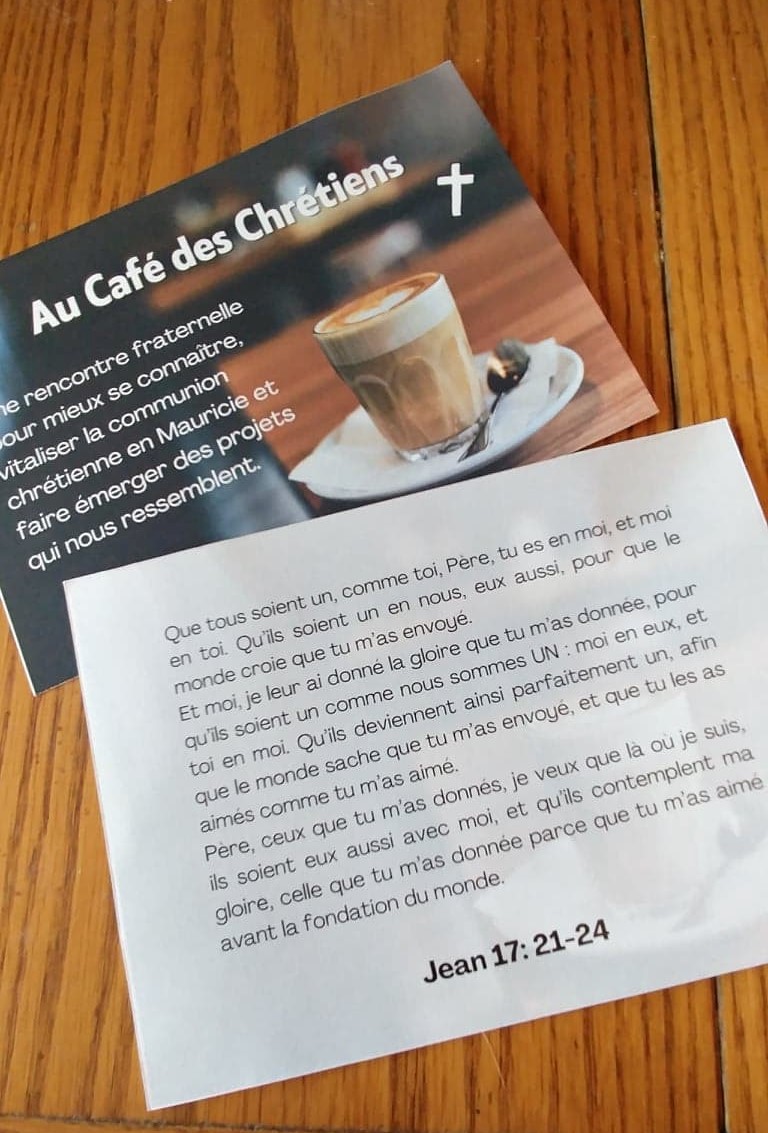 Au Café des Chrétiens
rencontre fraternelle
pour mieux se connaître,
vitaliser la communion
chrétienne en Mauricie et
faire émerger des projets
qui nous ressemblent.
Que tous soient un, comme toi, Père, tu es en moi, et moi
en toi. Qu'ils soient un en nous, eux aussi, pour que le
monde croie que tu m'as envoyé.
Et moi, je leur ai donné la gloire que tu m'as donnée, pour
qu'ils soient un comme nous sommes UN : moi en eux, et
toi en moi. Qu'ils deviennent ainsi parfaitement un, afin
que le monde sache que tu m'as envoyé, et que tu les as
aimés comme tu m'as aimé.
Père, ceux que tu m'as donnés, je veux que là où je suis,
ils soient eux aussi avec moi, et qu'ils contemplent ma
gloire, celle que tu m'as donnée parce que tu m'as aimé
avant la fondation du monde.
Jean 17: 21-24